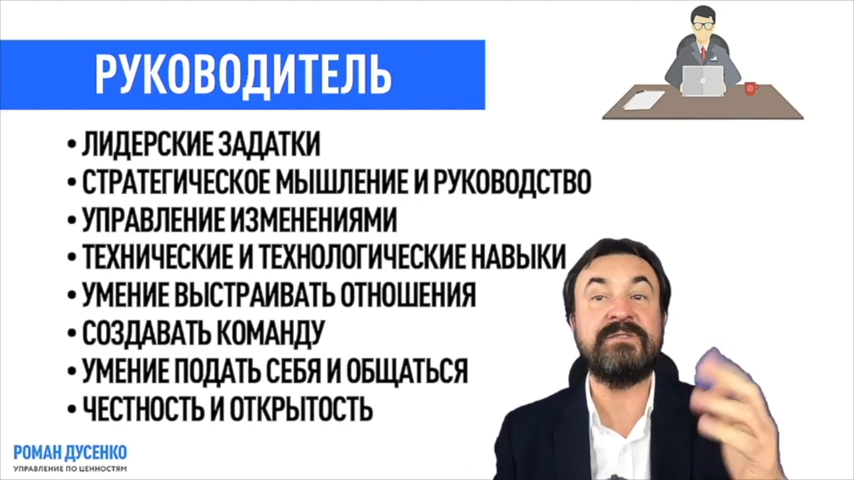 РУКОВОДИТЕЛЬ
• ЛИДЕРСКИЕ ЗАДАТКИ
• СТРАТЕГИЧЕСКОЕ МЫШЛЕНИЕ И РУКОВОДСТВО
• УПРАВЛЕНИЕ ИЗМЕНЕНИЯМИ
• ТЕХНИЧЕСКИЕ И ТЕХНОЛОГИЧЕСКИЕ НАВЫКИ
• УМЕНИЕ ВЫСТРАИВАТЬ ОТНОШЕНИЯ
• СОЗДАВАТЬ КОМАНДУ
• УМЕНИЕ ПОДАТЬ СЕБЯ И ОБЩАТЬСЯ
• ЧЕСТНОСТЬ И ОТКРЫТОСТЬ
РОМАН ДУСЕНКО
УПРАВЛЕНИЕ ПО ЦЕННОСТЯМ